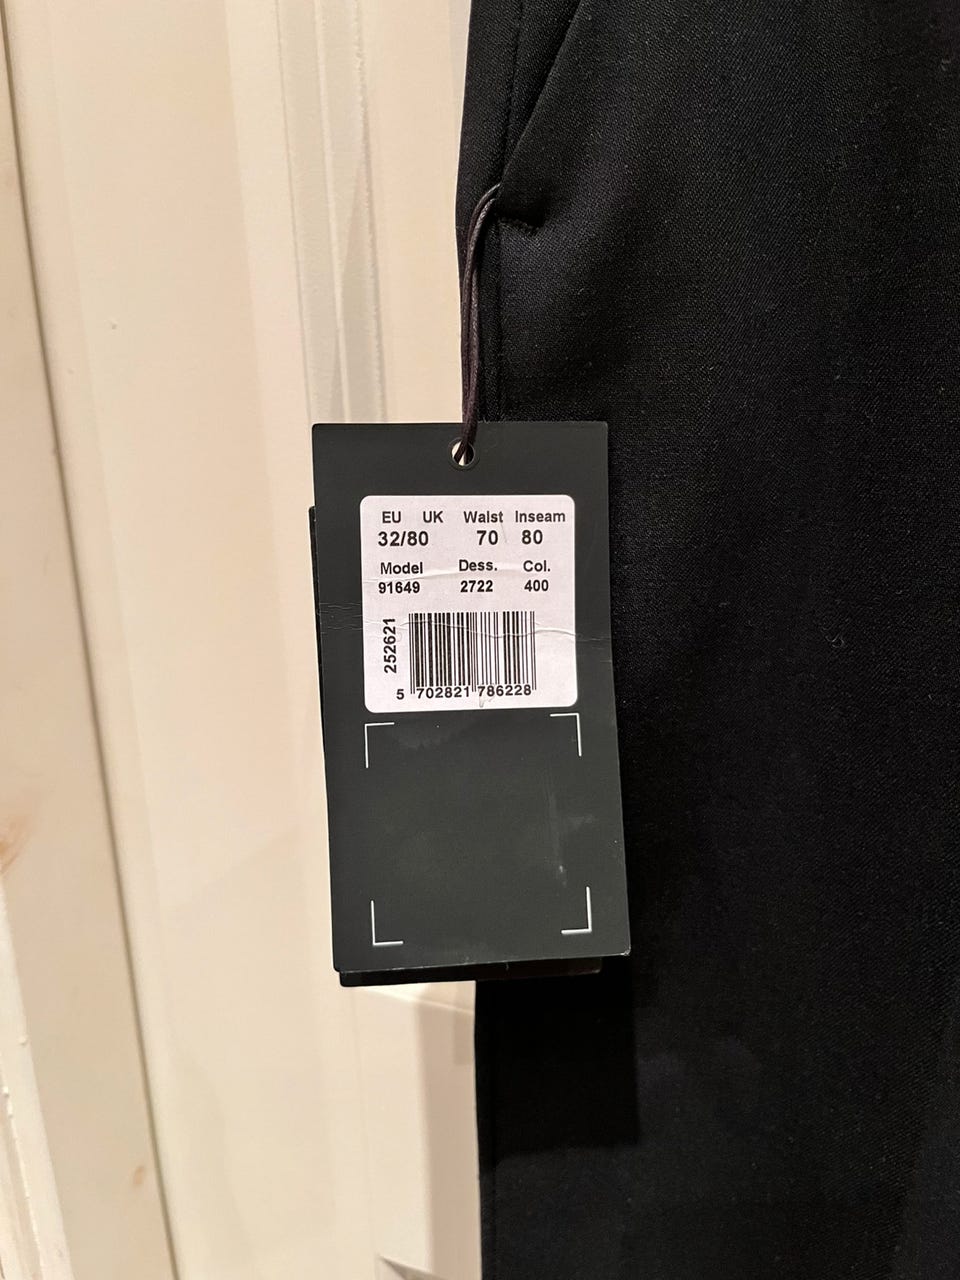 EU UK Waist Inseam
32/80 70 80
Model Dess. Col.
91649 2722 400
252621
5 702821 786228